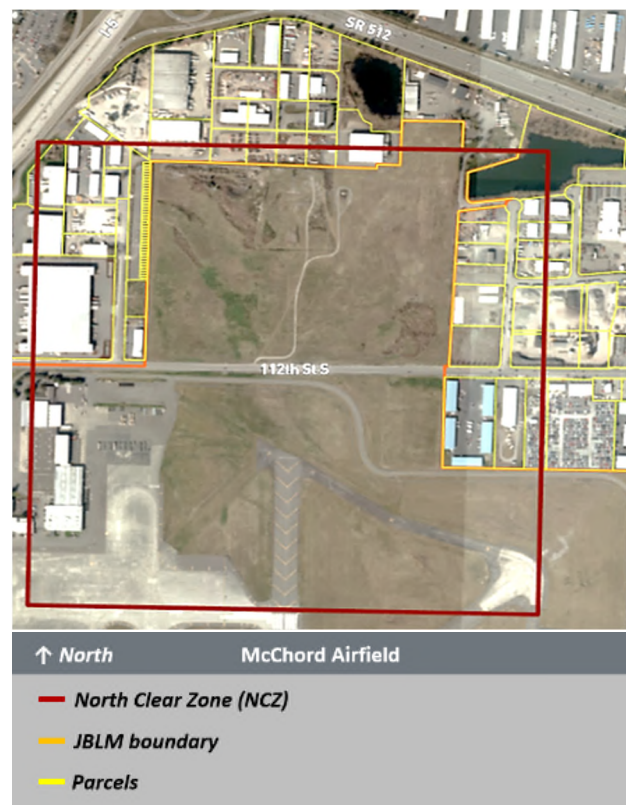 I-5
SR 512
112th St S
↑ North McChord Airfield
North Clear Zone (NCZ)
JBLM boundary
Parcels